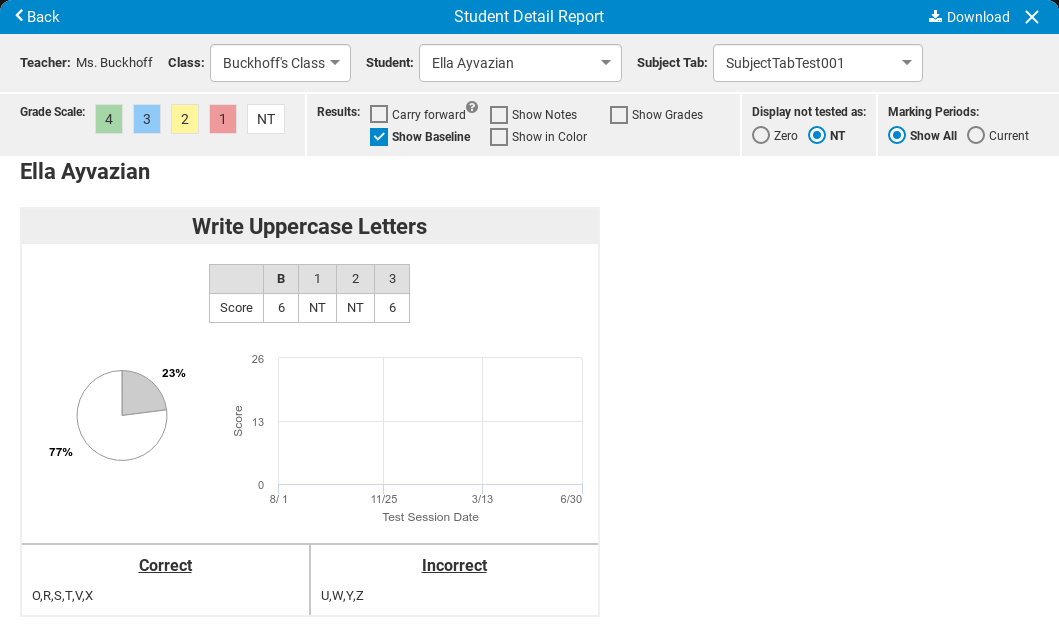 Back
Student Detail Report
Download
Teacher: Ms. Buckhoff
Class: Buckhoff's Class
Student: Ella Ayvazian
Subject Tab: SubjectTabTest001
Grade Scale: 4 3 2 1 NT
Results: Carry forward ? Show Notes Show Grades
Show Baseline Show in Color
Display not tested as:
Zero NT
Marking Periods:
Show All Current
Ella Ayvazian
Write Uppercase Letters
B 1 2 3
Score 6 NT NT 6
23%
77%
26
13
0
Score
8/ 1 11/25 3/13 6/30
Test Session Date
Correct
O,R,S,T,V,X
Incorrect
U,W,Y,Z